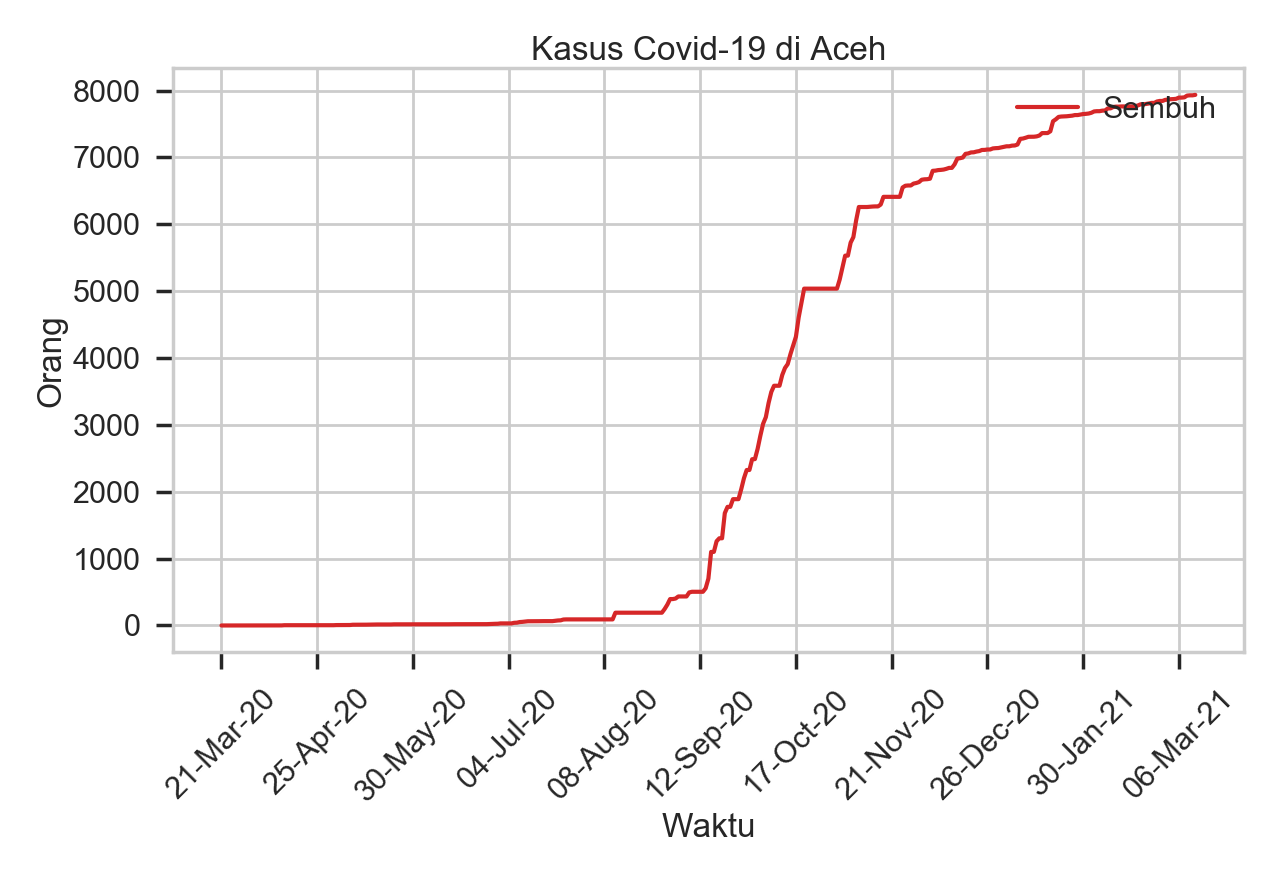 Kasus Covid-19 di Aceh
8000
7000
6000
5000
4000
3000
2000
1000
0
Orang
Sembuh
21-Mar-20
25-Apr-20
30-May-20
04-Jul-20
08-Aug-20
12-Sep-20
17-Oct-20
21-Nov-20
26-Dec-20
30-Jan-21
06-Mar-21
Waktu